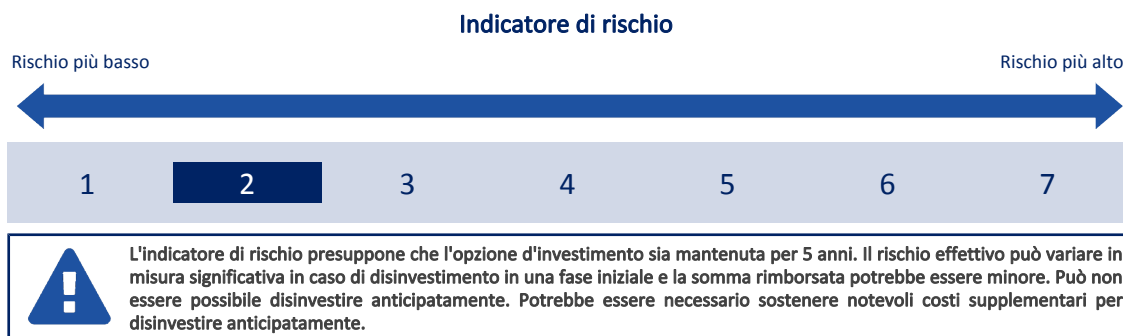 Indicatore di rischio
Rischio più basso
Rischio più alto
1 2 3 4 5 6 7
L'indicatore di rischio presuppone che l'opzione d'investimento sia mantenuta per 5 anni. Il rischio effettivo può variare in
misura significativa in caso di disinvestimento in una fase iniziale e la somma rimborsata potrebbe essere minore. Può non
essere possibile disinvestire anticipatamente. Potrebbe essere necessario sostenere notevoli costi supplementari per
disinvestire anticipatamente.